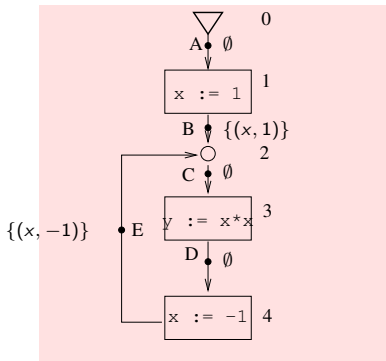 0
A ∅
1
x := 1
B {(x, 1)}
2
C ∅
3
{(x, −1)} E
y := x*x
D ∅
x := -1
4